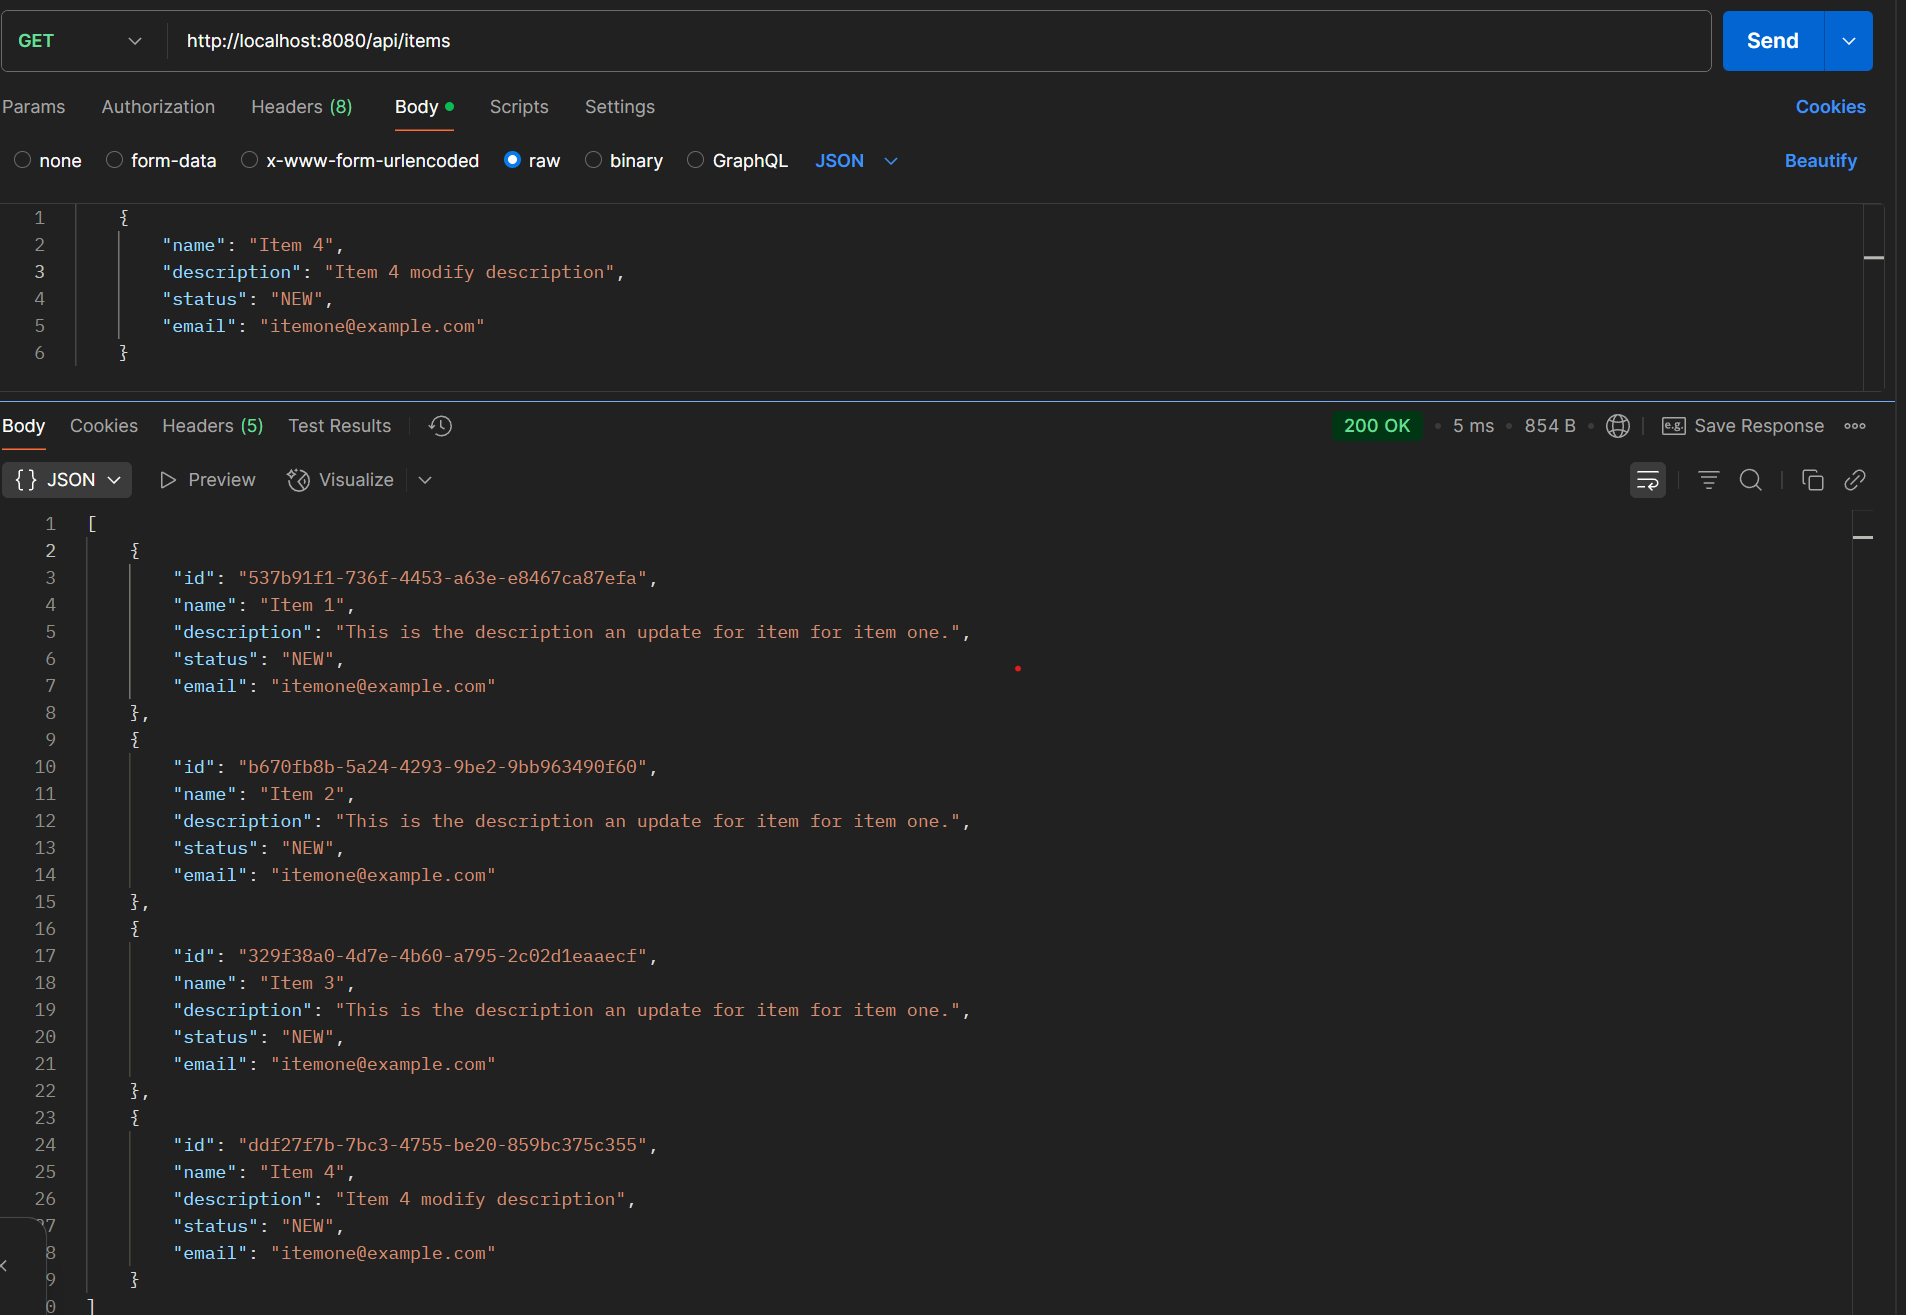 GET http://localhost:8080/api/items Send
Params Authorization Headers (8) Body Scripts Settings Cookies
none form-data x-www-form-urlencoded raw binary GraphQL JSON Beautify
1 {
2 "name": "Item 4",
3 "description": "Item 4 modify description",
4 "status": "NEW",
5 "email": "itemone@example.com"
6 }
Body Cookies Headers (5) Test Results 200 OK • 5 ms • 854 B • e.g. Save Response
{} JSON Preview Visualize
1 [
2 {
3 "id": "537b91f1-736f-4453-a63e-e8467ca87efa",
4 "name": "Item 1",
5 "description": "This is the description an update for item for item one.",
6 "status": "NEW",
7 "email": "itemone@example.com"
8 },
9 {
10 "id": "b670fb8b-5a24-4293-9be2-9bb963490f60",
11 "name": "Item 2",
12 "description": "This is the description an update for item for item one.",
13 "status": "NEW",
14 "email": "itemone@example.com"
15 },
16 {
17 "id": "329f38a0-4d7e-4b60-a795-2c02d1eaaecf",
18 "name": "Item 3",
19 "description": "This is the description an update for item for item one.",
20 "status": "NEW",
21 "email": "itemone@example.com"
22 },
23 {
24 "id": "ddf27f7b-7bc3-4755-be20-859bc375c355",
25 "name": "Item 4",
26 "description": "Item 4 modify description",
7 "status": "NEW",
8 "email": "itemone@example.com"
9 }
0 ]